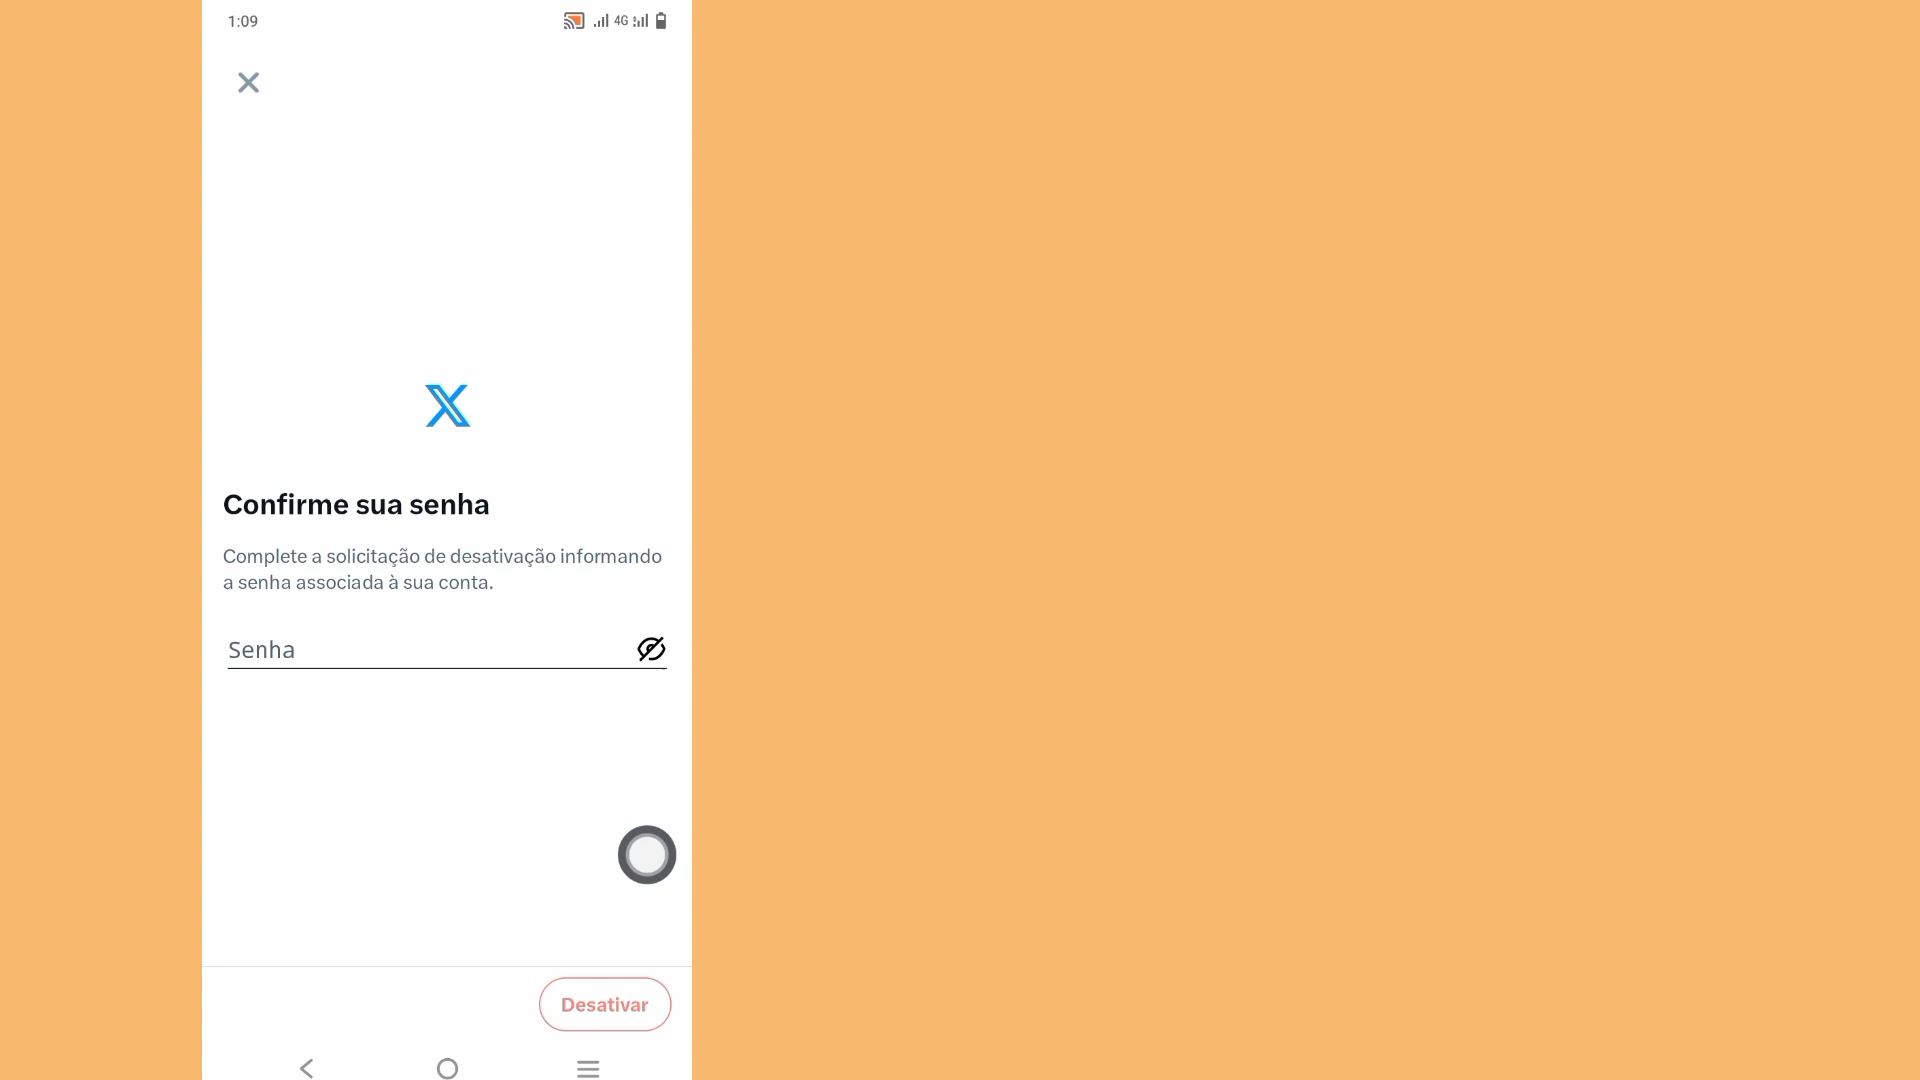 1:09
4G
Confirme sua senha
Complete a solicitação de desativação informando
a senha associada à sua conta.
Senha
Desativar